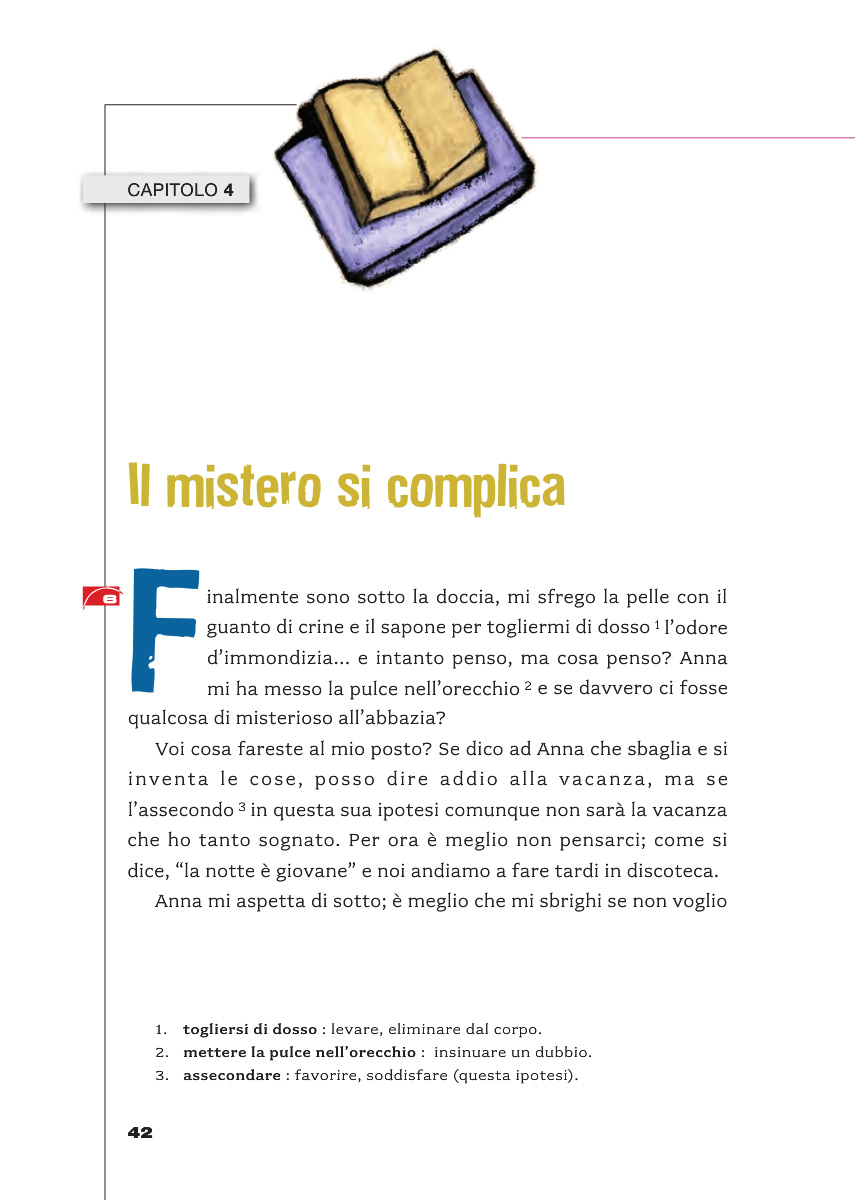 CAPITOLO 4
Il mistero si complica
6
Finalmente sono sotto la doccia, mi sfrego la pelle con il
guanto di crine e il sapone per togliermi di dosso 1 l'odore
d'immondizia... e intanto penso, ma cosa penso? Anna
mi ha messo la pulce nell'orecchio 2 e se davvero ci fosse
qualcosa di misterioso all'abbazia?
Voi cosa fareste al mio posto? Se dico ad Anna che sbaglia e si
inventa le cose, posso dire addio alla vacanza, ma se
l'assecondo 3 in questa sua ipotesi comunque non sarà la vacanza
che ho tanto sognato. Per ora è meglio non pensarci; come si
dice, “la notte è giovane” e noi andiamo a fare tardi in discoteca.
Anna mi aspetta di sotto; è meglio che mi sbrighi se non voglio
1. togliersi di dosso : levare, eliminare dal corpo.
2. mettere la pulce nell'orecchio : insinuare un dubbio.
3. assecondare : favorire, soddisfare (questa ipotesi).
42